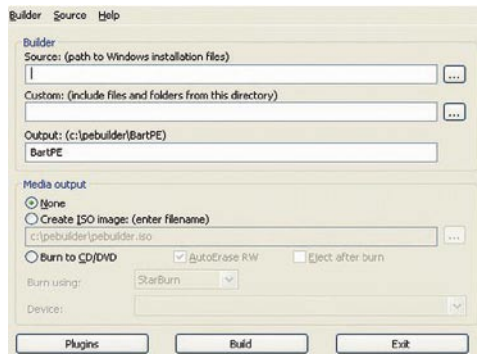 Builder Source Help
Builder
Source: (path to Windows installation files)
...
Custom: (include files and folders from this directory)
...
Output: (c:\pebuilder\BartPE)
BartPE
Media output
None
Create ISO image: (enter filename)
c:\pebuilder\pebuilder.iso ...
Burn to CD/DVD AutoErase RW Eject after burn
Burn using: StarBurn
Device:
Plugins Build Exit